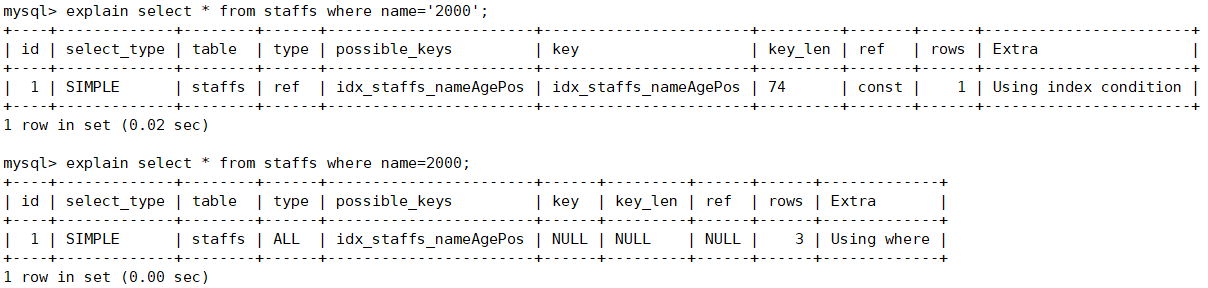 mysql> explain select * from staffs where name='2000';
+----+-------------+--------+------+-----------------------+-----------------------+---------+-------+------+-----------------------+
| id | select_type | table  | type | possible_keys         | key                   | key_len | ref   | rows | Extra                 |
+----+-------------+--------+------+-----------------------+-----------------------+---------+-------+------+-----------------------+
|  1 | SIMPLE      | staffs | ref  | idx_staffs_nameAgePos | idx_staffs_nameAgePos | 74      | const |    1 | Using index condition |
+----+-------------+--------+------+-----------------------+-----------------------+---------+-------+------+-----------------------+
1 row in set (0.02 sec)

mysql> explain select * from staffs where name=2000;
+----+-------------+--------+------+-----------------------+------+---------+------+------+-------------+
| id | select_type | table  | type | possible_keys         | key  | key_len | ref  | rows | Extra       |
+----+-------------+--------+------+-----------------------+------+---------+------+------+-------------+
|  1 | SIMPLE      | staffs | ALL  | idx_staffs_nameAgePos | NULL | NULL    | NULL |    3 | Using where |
+----+-------------+--------+------+-----------------------+------+---------+------+------+-------------+
1 row in set (0.00 sec)